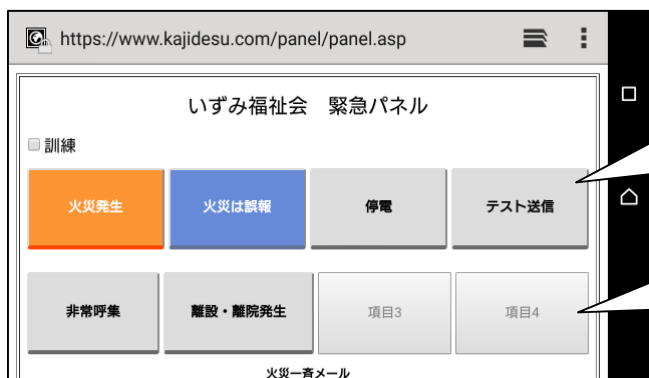 https://www.kajidesu.com/panel/panel.asp
いずみ福祉会　緊急パネル
訓練
火災発生 火災は誤報 停電 テスト送信
非常呼集 離設・離院発生 項目3 項目4
火災一斉メール